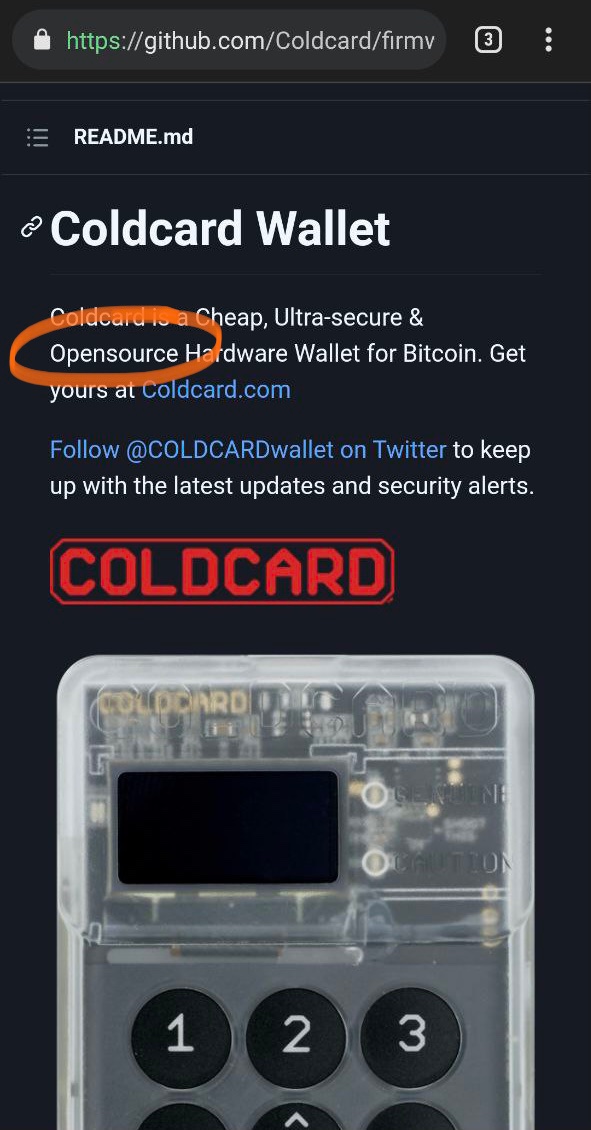 https://github.com/Coldcard/firmw
3
README.md
Coldcard Wallet
Coldcard is a Cheap, Ultra-secure &
Opensource Hardware Wallet for Bitcoin. Get
yours at Coldcard.com
Follow @COLDCARDwallet on Twitter to keep
up with the latest updates and security alerts.
COLDCARD
COLDCARD
COLDCARD
GENUINE
CAUTION
1 2 3